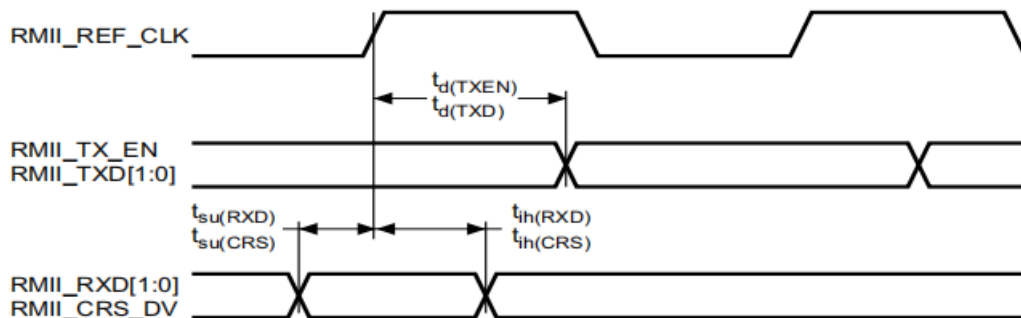 RMII_REF_CLK
td(TXEN)
td(TXD)
RMII_TX_EN
RMII_TXD[1:0]
tsu(RXD) tih(RXD)
tsu(CRS) tih(CRS)
RMII_RXD[1:0]
RMII_CRS_DV